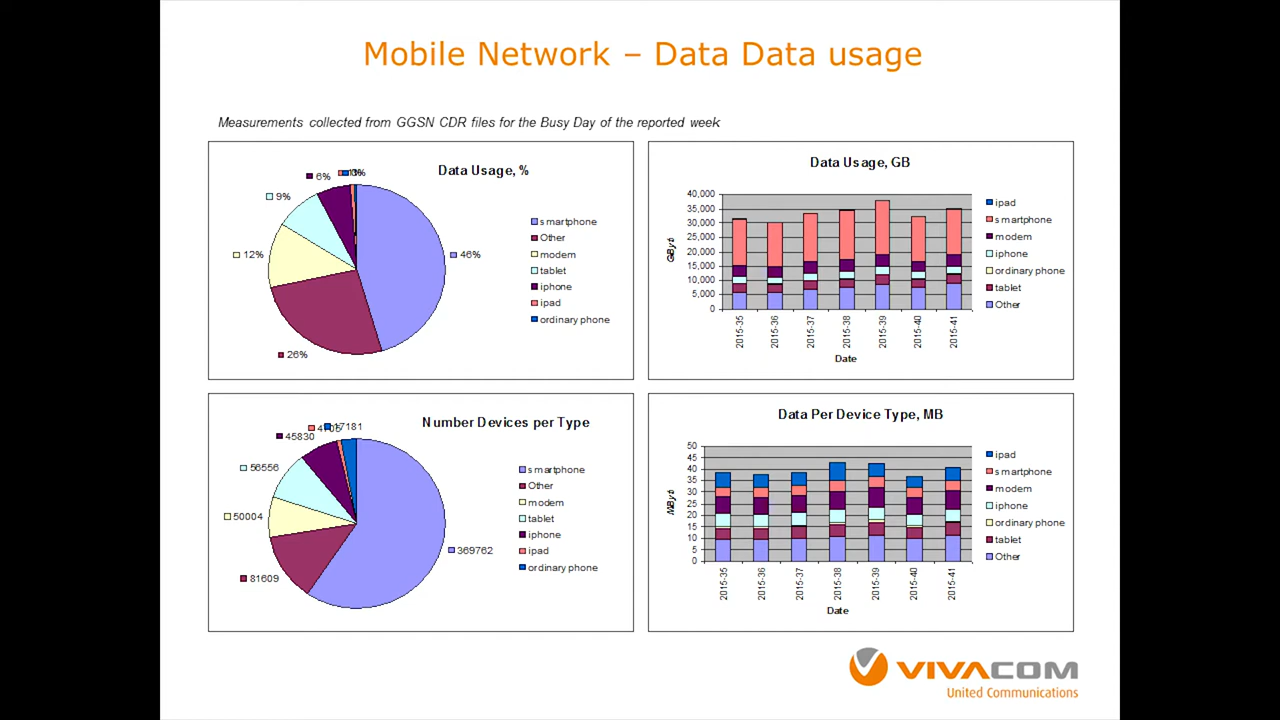 Mobile Network – Data Data usage
Measurements collected from GGSN CDR files for the Busy Day of the reported week
Data Usage, %
6%
9%
12%
26%
46%
smartphone
Other
modem
tablet
iphone
ipad
ordinary phone
Data Usage, GB
GByt
40,000
35,000
30,000
25,000
20,000
15,000
10,000
5,000
0
2015-35
2015-36
2015-37
2015-38
2015-39
2015-40
2015-41
Date
ipad
smartphone
modem
iphone
ordinary phone
tablet
Other
Number Devices per Type
17181
45830
56556
50004
81609
369762
smartphone
Other
modem
tablet
iphone
ipad
ordinary phone
Data Per Device Type, MB
MByt
50
45
40
35
30
25
20
15
10
5
0
2015-35
2015-36
2015-37
2015-38
2015-39
2015-40
2015-41
Date
ipad
smartphone
modem
iphone
ordinary phone
tablet
Other
VIVACOM
United Communications